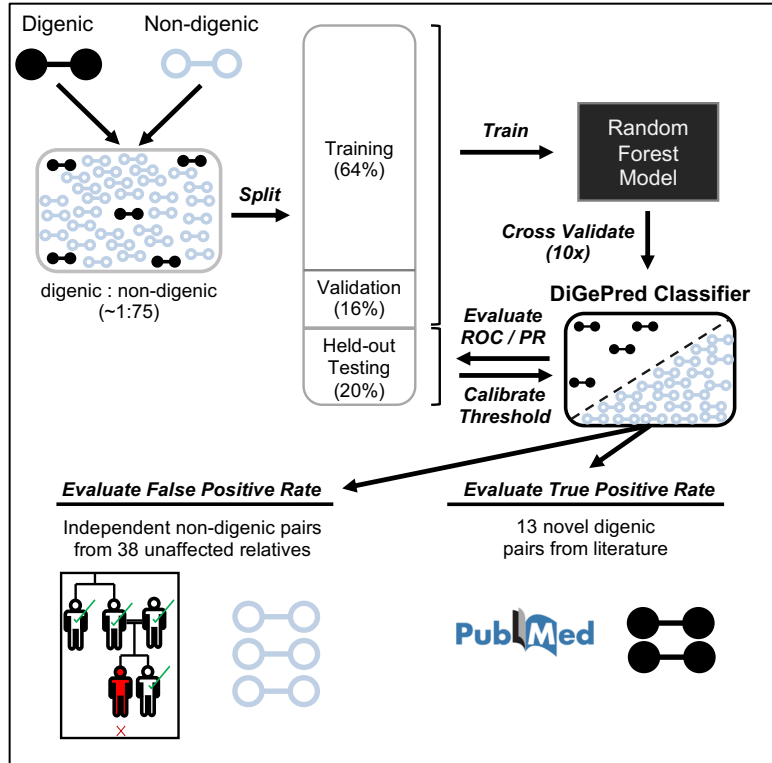 Digenic
Non-digenic
digenic : non-digenic
(~1:75)
Split
Training
(64%)
Validation
(16%)
Held-out
Testing
(20%)
Train
Random
Forest
Model
Cross Validate
(10x)
DiGePred Classifier
Evaluate
ROC / PR
Calibrate
Threshold
Evaluate False Positive Rate
Independent non-digenic pairs
from 38 unaffected relatives
Evaluate True Positive Rate
13 novel digenic
pairs from literature
PubMed